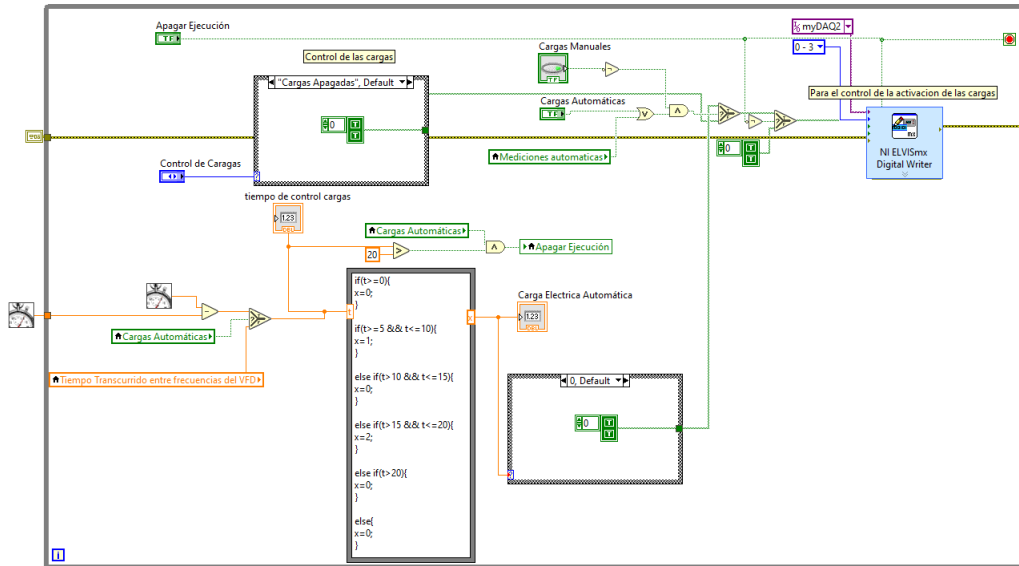 Apagar Ejecución
TF
Control de las cargas
"Cargas Apagadas", Default
0
T
T
Control de Caragas
Cargas Manuales
TF
Cargas Automáticas
TF
Mediciones automaticas
myDAQ2
0 - 3
Para el control de la activacion de las cargas
NI ELVISmx
Digital Writer
0
T
T
tiempo de control cargas
1.23
Cargas Automáticas
20
>
Apagar Ejecución
Cargas Automáticas
Tiempo Transcurrido entre frecuencias del VFD
t
x
if(t>=0){
x=0;
}
if(t>=5 && t<=10){
x=1;
}
else if(t>10 && t<=15){
x=0;
}
else if(t>15 && t<=20){
x=2;
}
else if(t>20){
x=0;
}
else{
x=0;
}
Carga Electrica Automática
1.23
0, Default
0
T
T
i